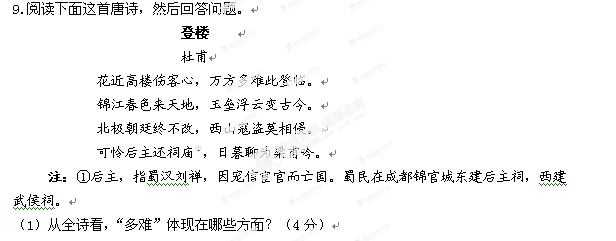 9.阅读下面这首唐诗，然后回答问题。
登楼
杜甫
花近高楼伤客心，万方多难此登临。
锦江春色来天地，玉垒浮云变古今。
北极朝廷终不改，西山寇盗莫相侵。
可怜后主还祠庙，日暮聊为梁甫吟。
注：①后主，指蜀汉刘禅，因宠信宦官而亡国。蜀民在成都锦官城东建后主祠，西建
武侯祠。
（1）从全诗看，“多难”体现在哪些方面？（4分）